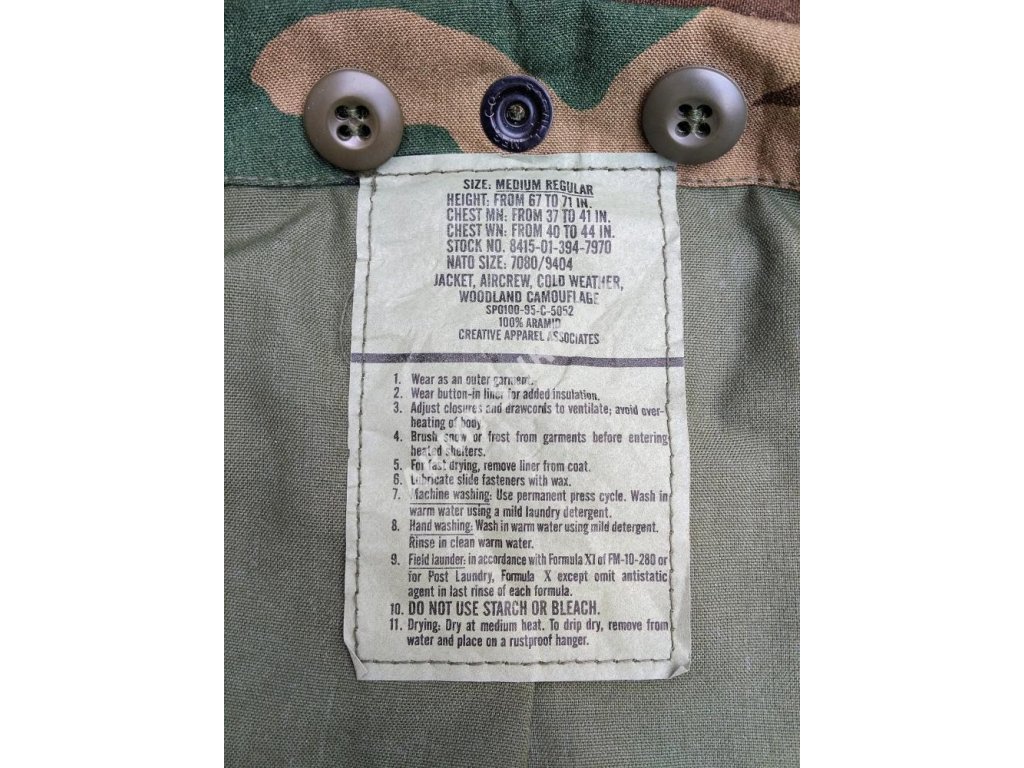 SIZE: MEDIUM REGULAR
HEIGHT: FROM 67 TO 71 IN.
CHEST MN: FROM 37 TO 41 IN.
CHEST WN: FROM 40 TO 44 IN.
STOCK NO. 8415-01-394-7970
NATO SIZE: 7080/9404
JACKET, AIRCREW, COLD WEATHER,
WOODLAND CAMOUFLAGE
SPO100-95-C-5052
100% ARAMID
CREATIVE APPAREL ASSOCIATES
1. Wear as an outer garment.
2. Wear button-in liner for added insulation.
3. Adjust closures and drawcords to ventilate; avoid over-
heating of body
4. Brush snow or frost from garments before entering
heated shelters.
5. For fast drying, remove liner from coat.
6. Lubricate slide fasteners with wax.
7. Machine washing: Use permanent press cycle. Wash in
warm water using a mild laundry detergent.
8. Hand washing: Wash in warm water using mild detergent.
Rinse in clean warm water.
9. Field launder: in accordance with Formula XI of FM-10-280 or
for Post Laundry, Formula X except omit antistatic
agent in last rinse of each formula.
10. DO NOT USE STARCH OR BLEACH.
11. Drying: Dry at medium heat. To drip dry, remove from
water and place on a rustproof hanger.